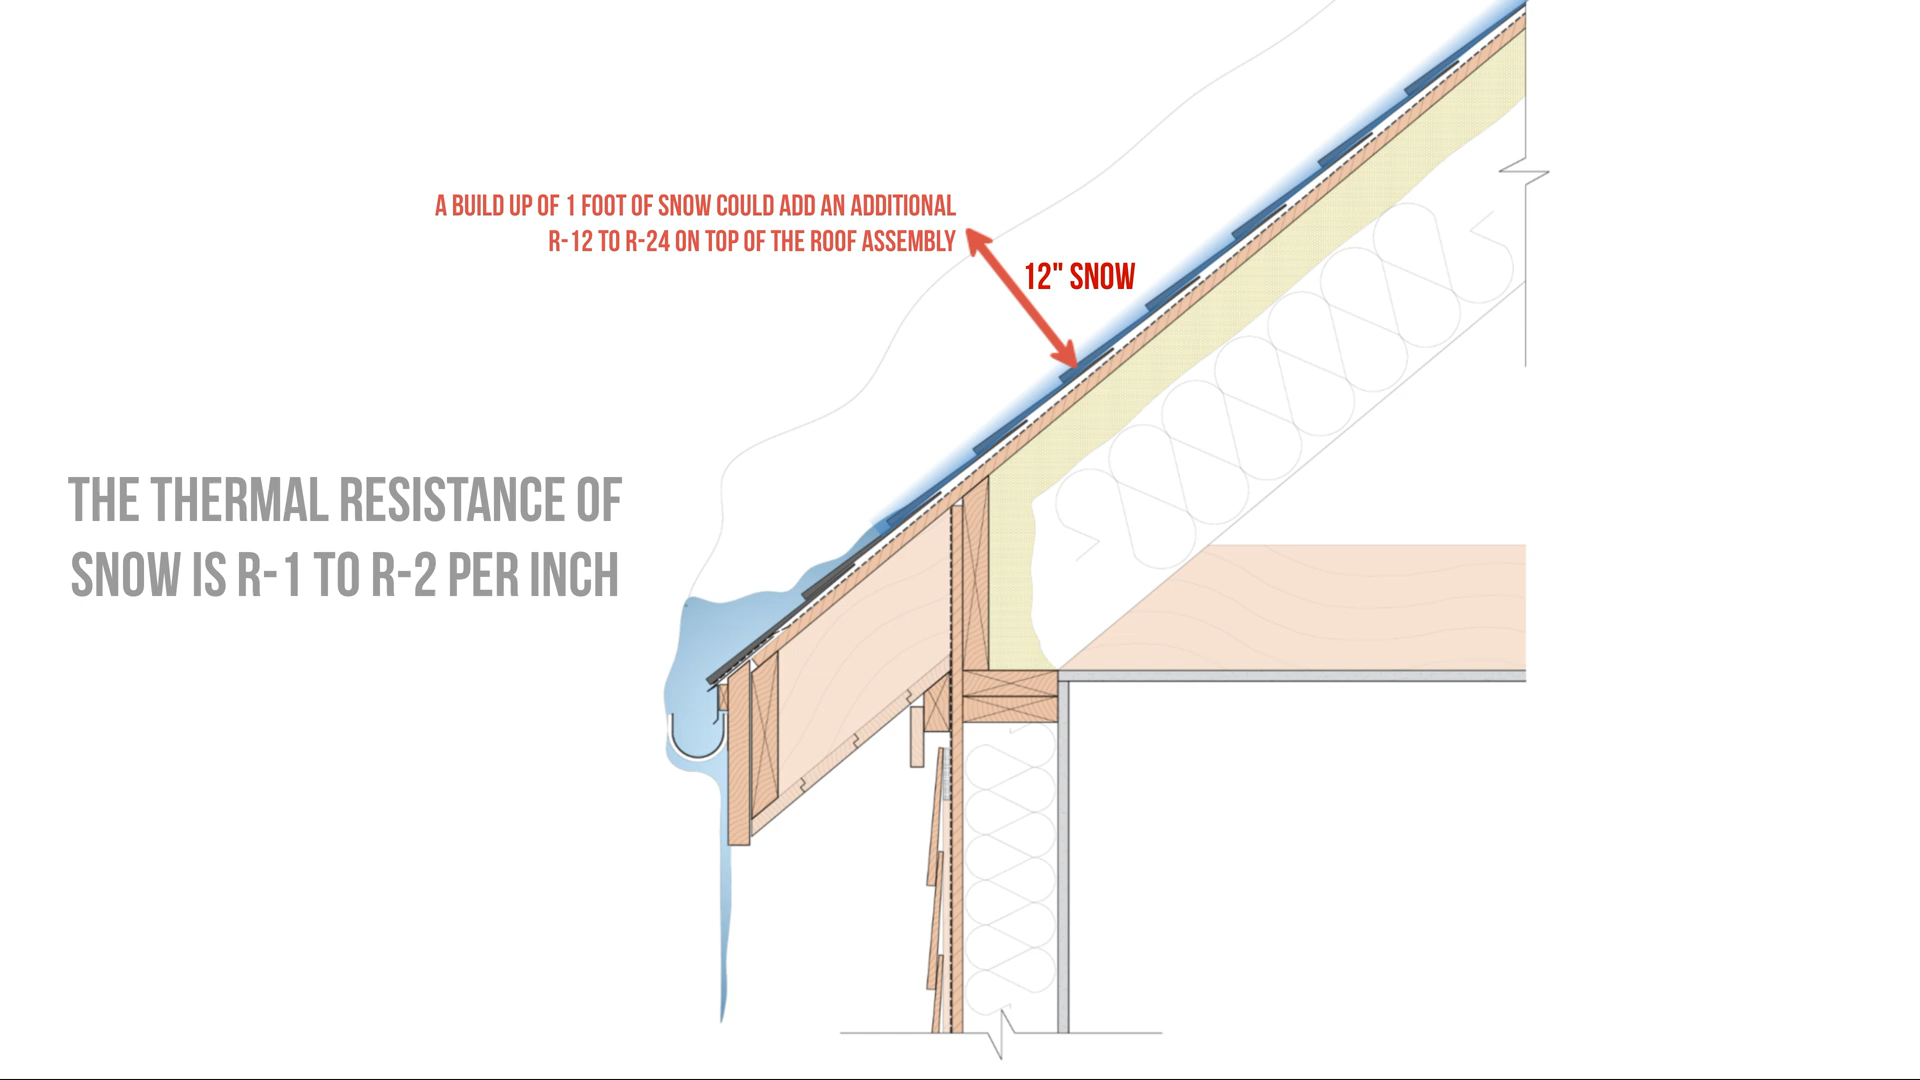 A BUILD UP OF 1 FOOT OF SNOW COULD ADD AN ADDITIONAL
R-12 TO R-24 ON TOP OF THE ROOF ASSEMBLY
12" SNOW
THE THERMAL RESISTANCE OF
SNOW IS R-1 TO R-2 PER INCH